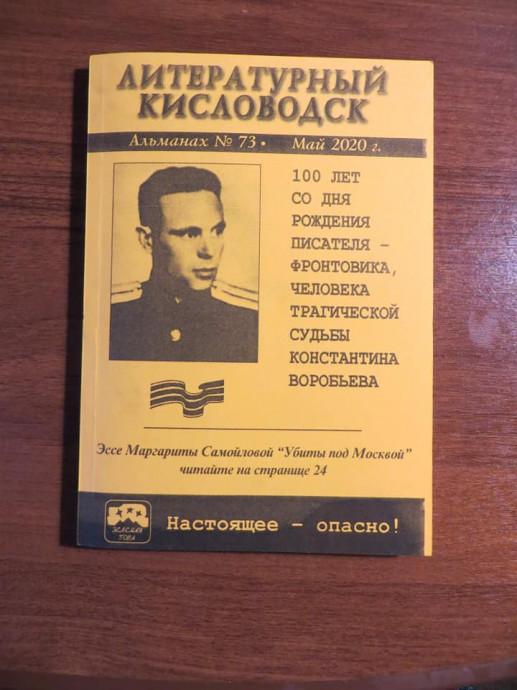 ЛИТЕРАТУРНЫЙ
КИСЛОВОДСК
Альманах № 73 • Май 2020 г.
100 ЛЕТ
СО ДНЯ
РОЖДЕНИЯ
ПИСАТЕЛЯ –
ФРОНТОВИКА,
ЧЕЛОВЕКА
ТРАГИЧЕСКОЙ
СУДЬБЫ
КОНСТАНТИНА
ВОРОБЬЕВА
Эссе Маргариты Самойловой "Убиты под Москвой"
читайте на странице 24
Настоящее – опасно!